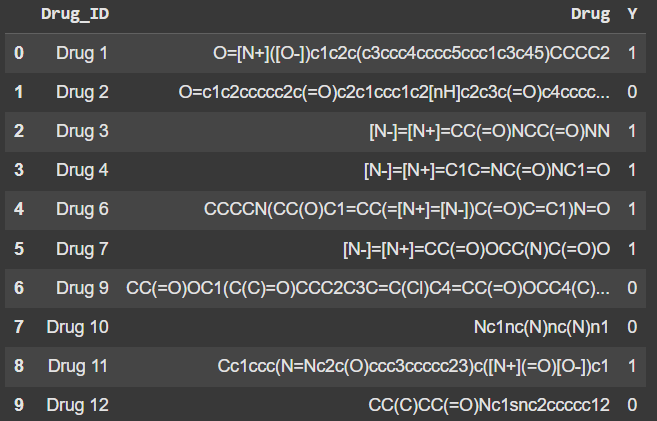 Drug_ID Drug Y
0 Drug 1 O=[N+]([O-])c1c2c(c3ccc4cccc5ccc1c3c45)CCCC2 1
1 Drug 2 O=c1c2ccccc2c(=O)c2c1ccc1c2[nH]c2c3c(=O)c4cccc... 0
2 Drug 3 [N-]=[N+]=CC(=O)NCC(=O)NN 1
3 Drug 4 [N-]=[N+]=C1C=NC(=O)NC1=O 1
4 Drug 6 CCCCN(CC(O)C1=CC(=[N+]=[N-])C(=O)C=C1)N=O 1
5 Drug 7 [N-]=[N+]=CC(=O)OCC(N)C(=O)O 1
6 Drug 9 CC(=O)OC1(C(C)=O)CCC2C3C=C(Cl)C4=CC(=O)OCC4(C)... 0
7 Drug 10 Nc1nc(N)nc(N)n1 0
8 Drug 11 Cc1ccc(N=Nc2c(O)ccc3ccccc23)c([N+](=O)[O-])c1 1
9 Drug 12 CC(C)CC(=O)Nc1snc2ccccc12 0